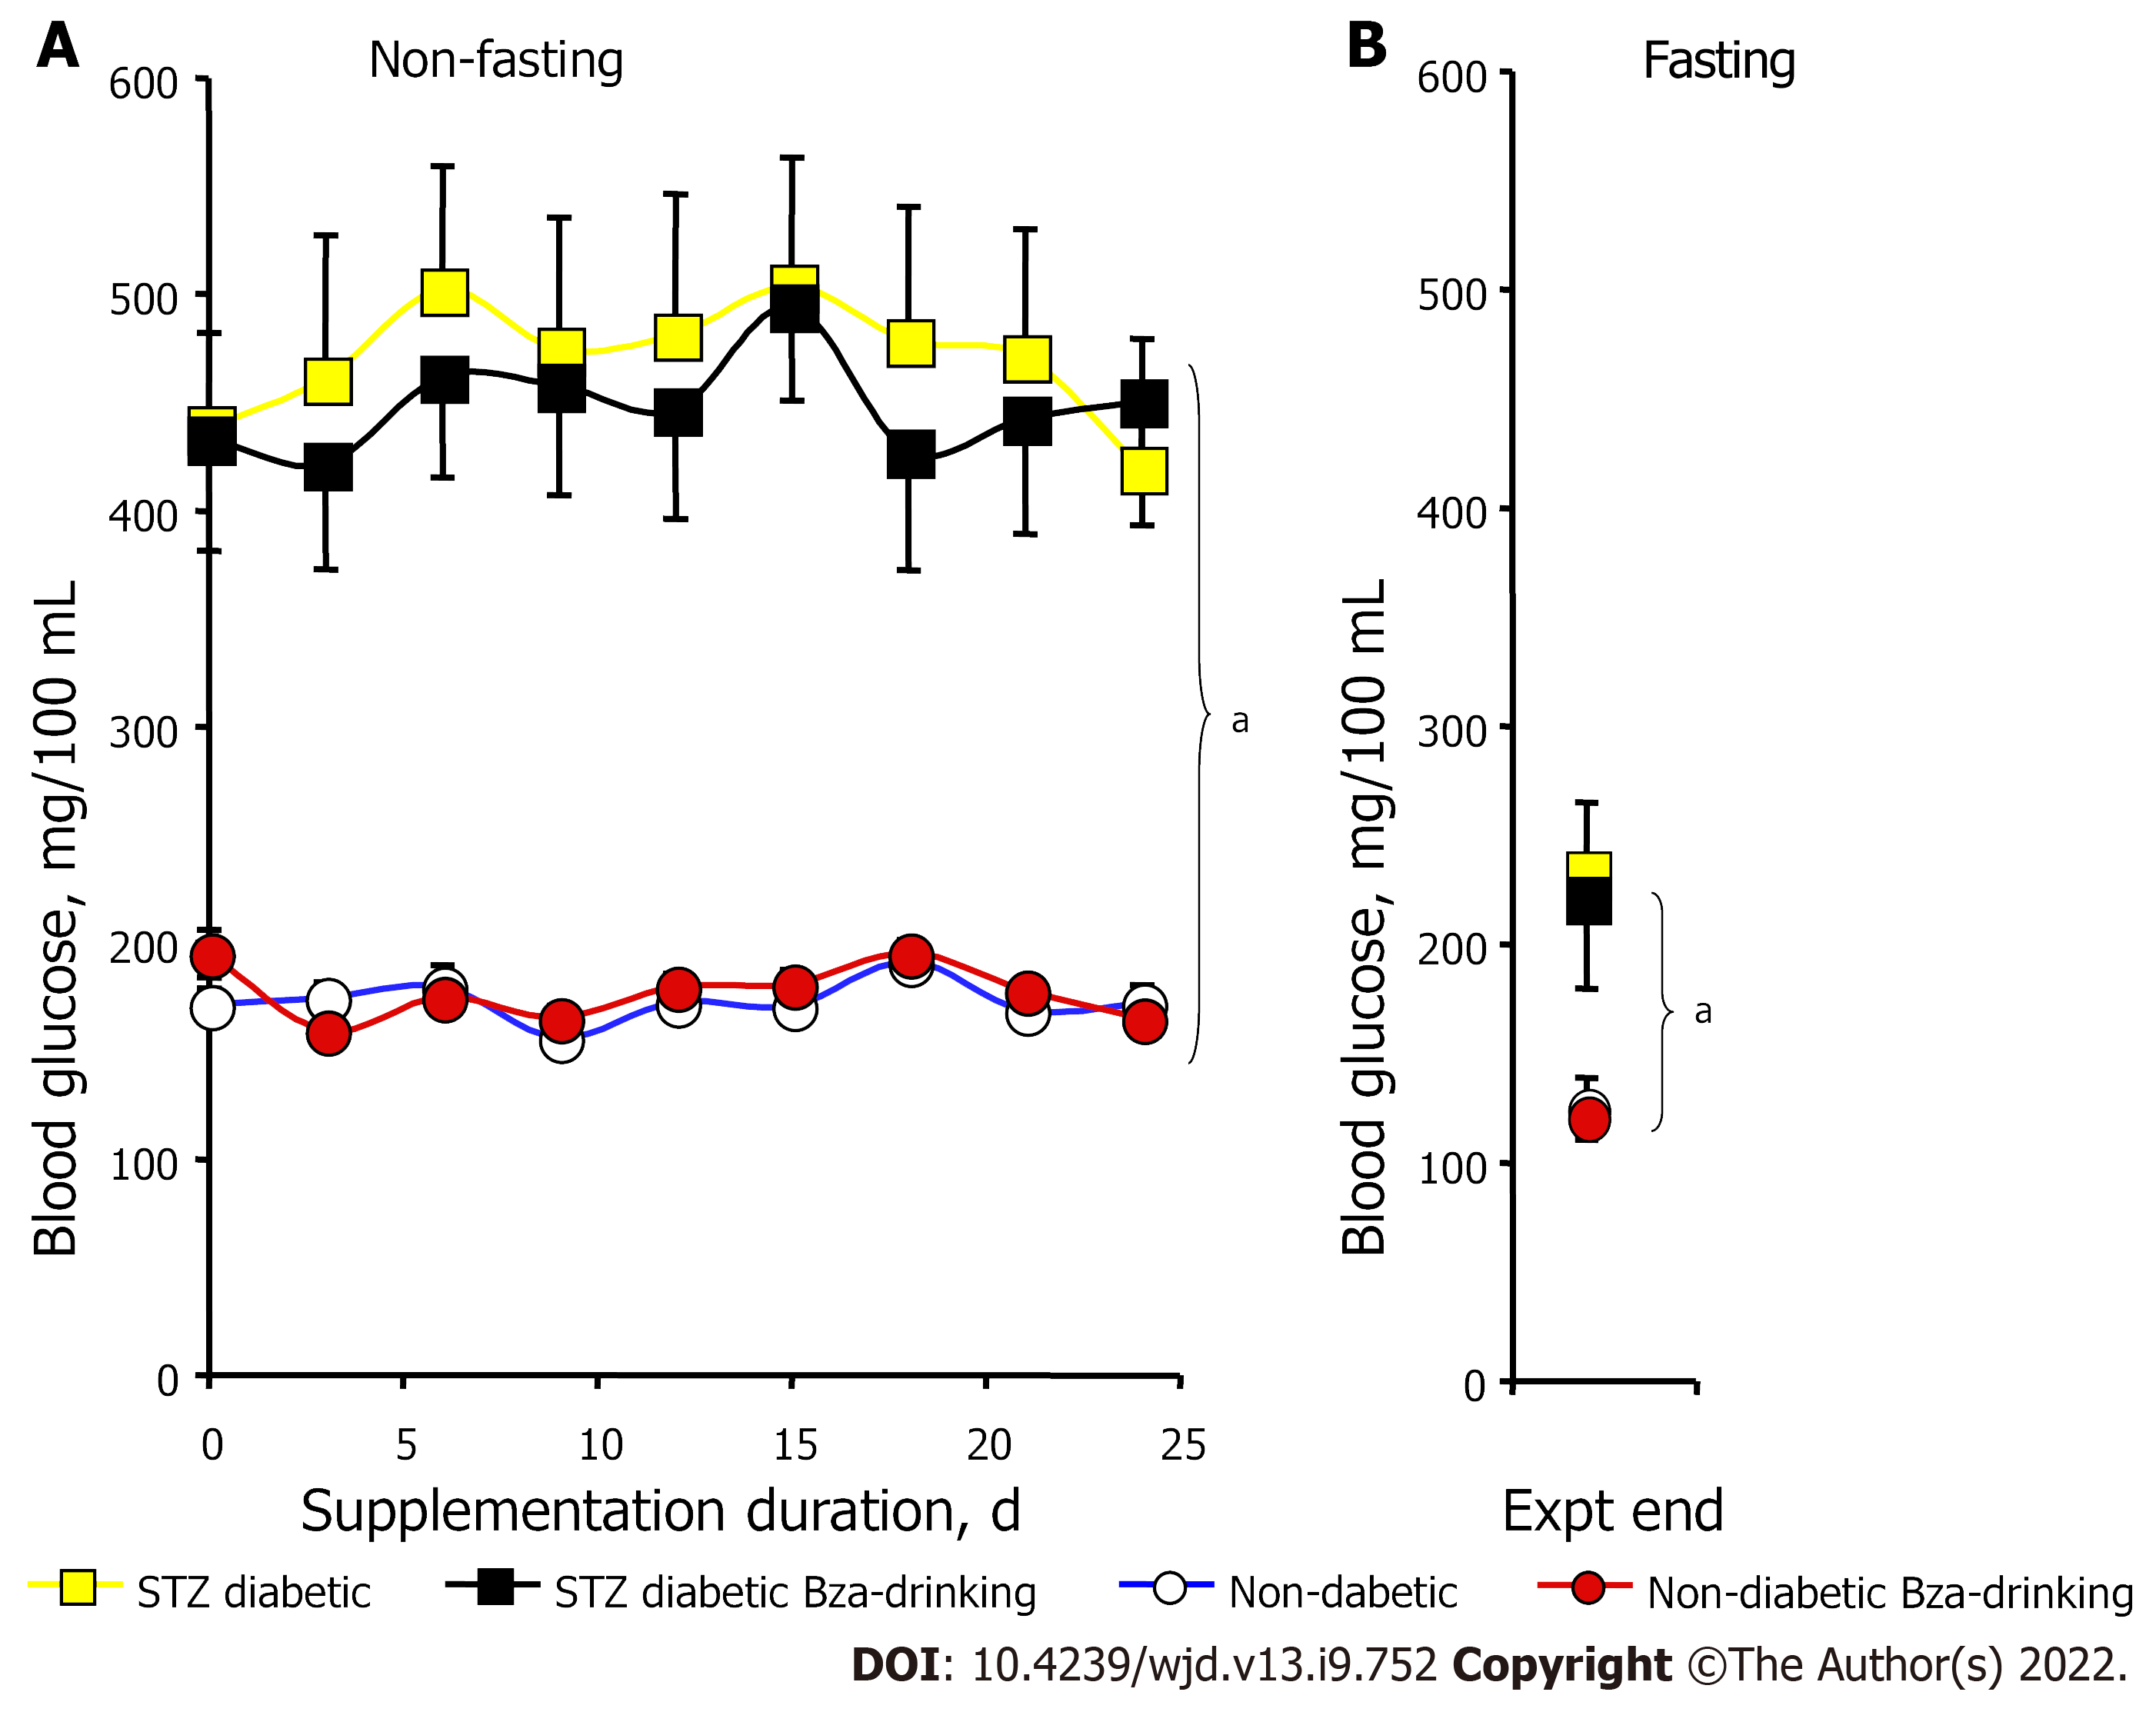 A
Non-fasting
600
500
400
300
200
100
0
Blood glucose, mg/100 mL
a
0 5 10 15 20 25
Supplementation duration, d
B
Fasting
600
500
400
300
200
100
0
Blood glucose, mg/100 mL
a
Expt end
STZ diabetic STZ diabetic Bza-drinking Non-dabetic Non-diabetic Bza-drinking
DOI: 10.4239/wjd.v13.i9.752 Copyright ©The Author(s) 2022.